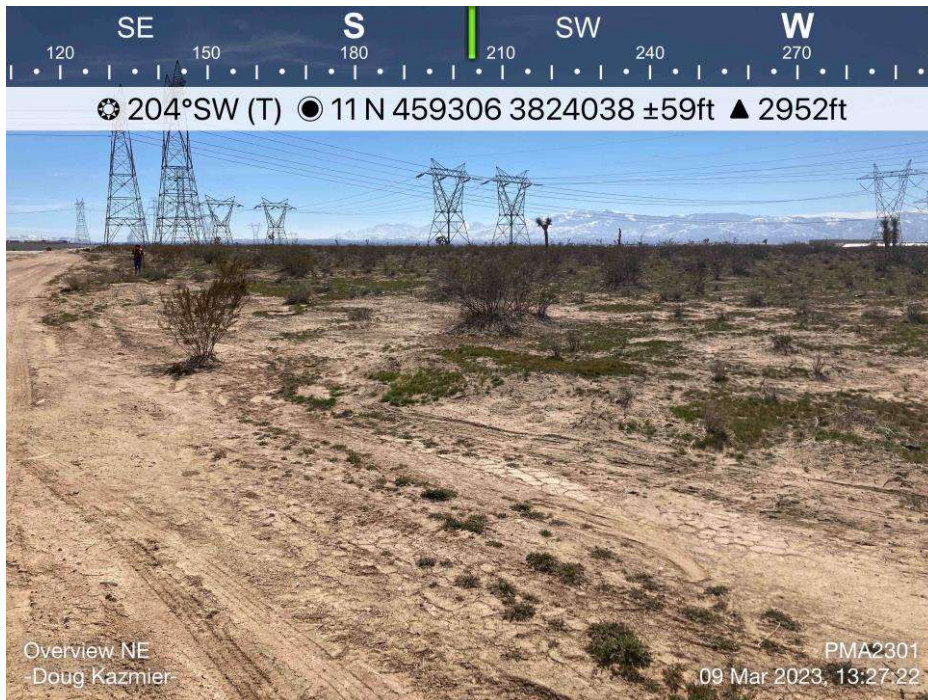 SE S SW W
120 150 180 210 240 270
204°SW (T) 11 N 459306 3824038 ±59ft ▲ 2952ft
Overview NE
-Doug Kazmier-
PMA2301
09 Mar 2023, 13:27:22